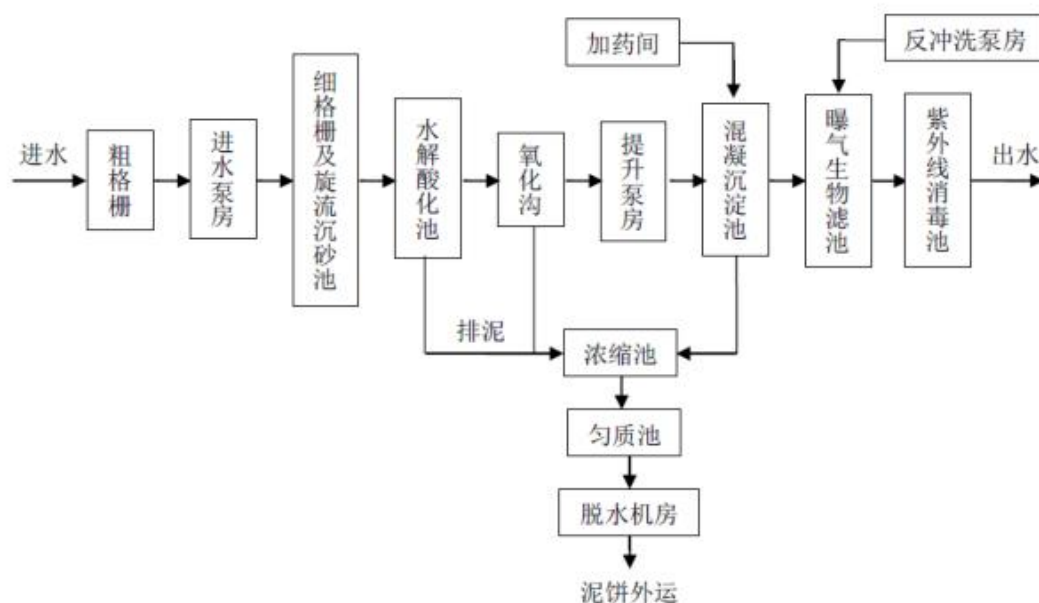 加药间
反冲洗泵房
进水
粗格栅
进水泵房
细格栅及旋流沉砂池
水解酸化池
氧化沟
提升泵房
混凝沉淀池
曝气生物滤池
紫外线消毒池
出水
排泥
浓缩池
匀质池
脱水机房
泥饼外运